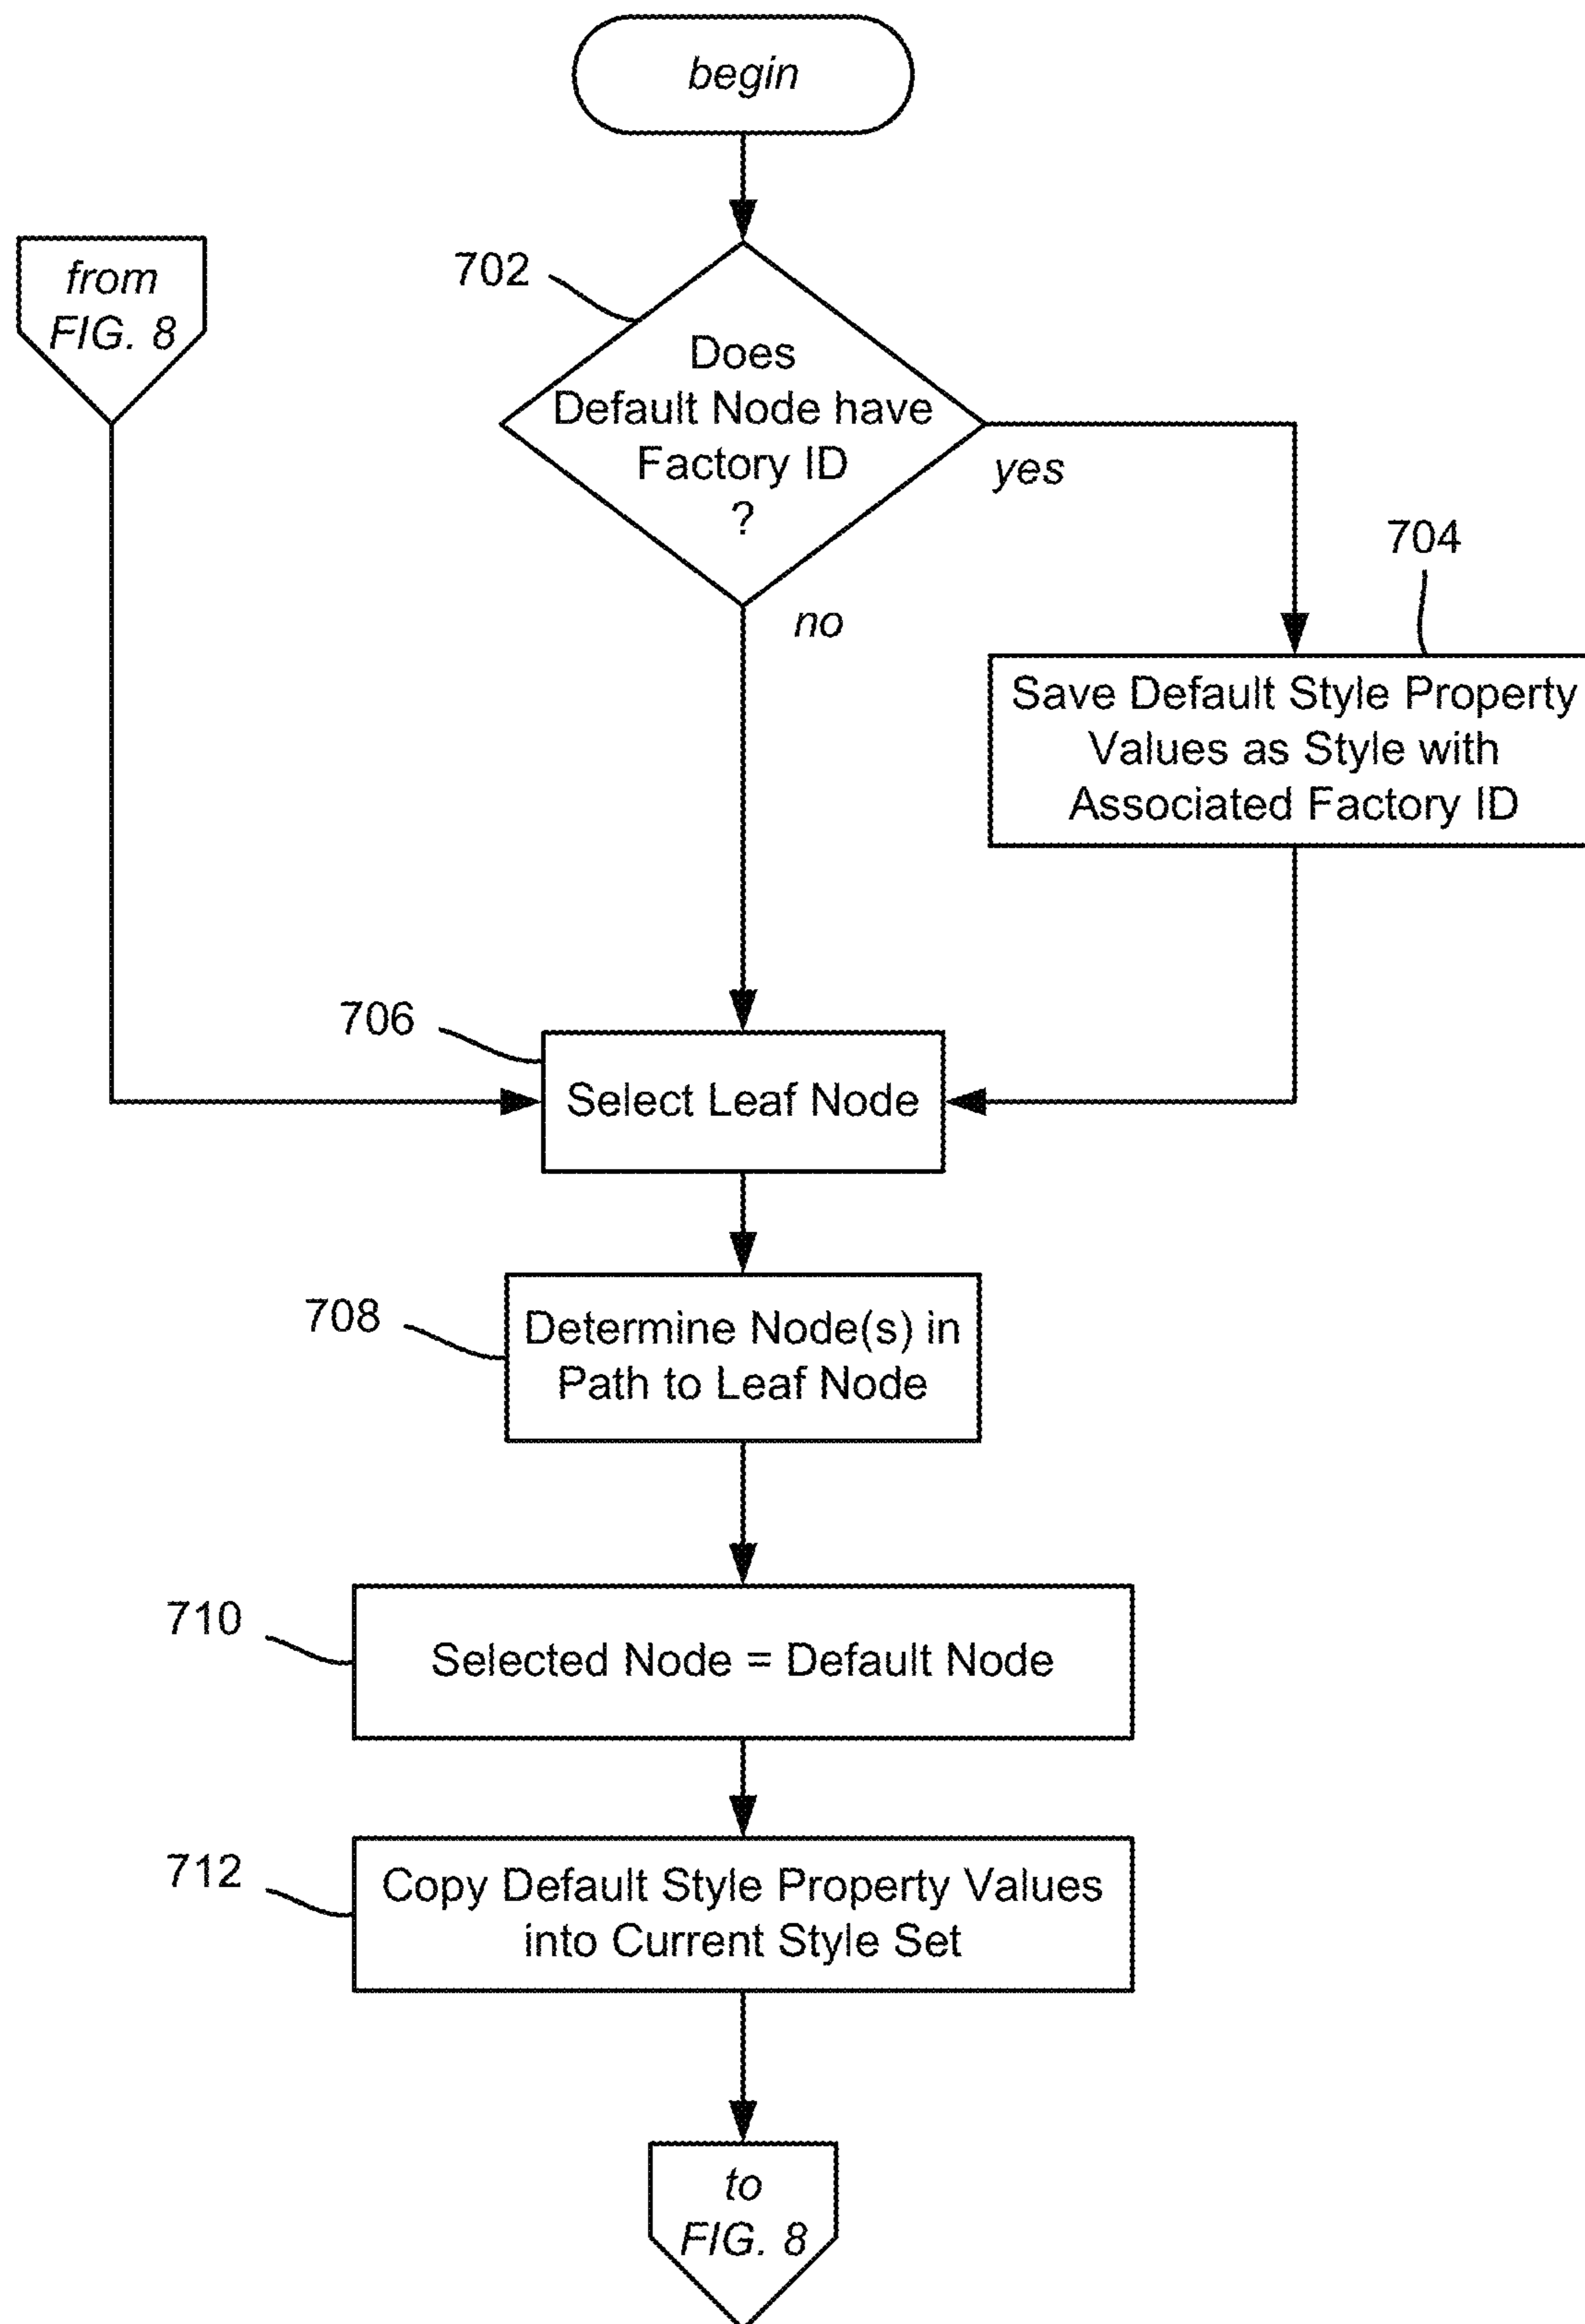 begin
from
FIG. 8
702
Does
Default Node have
Factory ID
?
yes
no
704
Save Default Style Property
Values as Style with
Associated Factory ID
706
Select Leaf Node
708
Determine Node(s) in
Path to Leaf Node
710
Selected Node = Default Node
712
Copy Default Style Property Values
into Current Style Set
to
FIG. 8